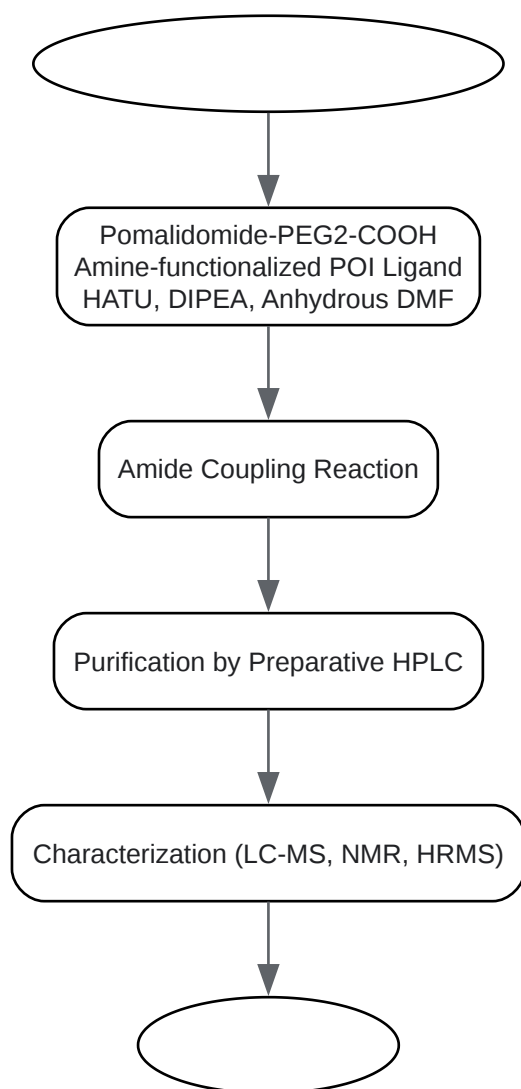 Pomalidomide-PEG2-COOH
Amine-functionalized POI Ligand
HATU, DIPEA, Anhydrous DMF
Amide Coupling Reaction
Purification by Preparative HPLC
Characterization (LC-MS, NMR, HRMS)